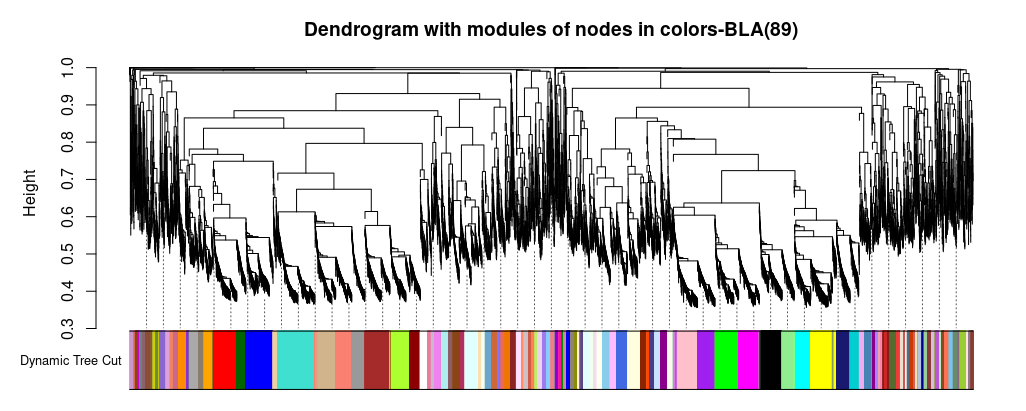 Dendrogram with modules of nodes in colors-BLA(89)
Height
1.0
0.9
0.8
0.7
0.6
0.5
0.4
0.3
Dynamic Tree Cut